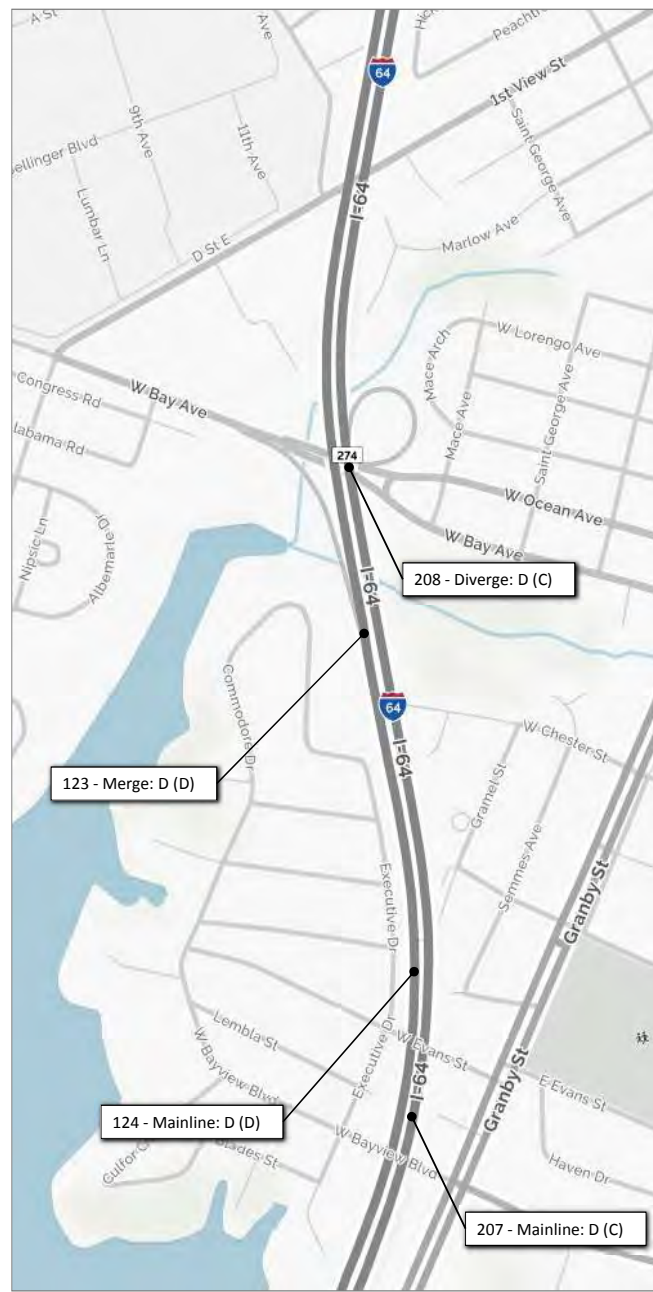 A St
Ave
Hick
Peachtr
64
1st View St
9th Ave
11th Ave
Saint George Ave
ellinger Blvd
Lumbar Ln
I-64
Marlow Ave
D St E
W Lorengo Ave
Mace Arch
W Bay Ave
Congress Rd
Mace Ave
Saint George Ave
labama Rd
274
W Ocean Ave
Nipsic Ln
Albemarle Dr
W Bay Ave
208 - Diverge: D (C)
I-64
Commodore Dr
64
W Chester St
I-64
123 - Merge: D (D)
Gramel St
Semmes Ave
Granby St
Executive Dr
Lembla St
W Evans St
Executive Dr
Granby St
E Evans St
I-64
W Bayview Blvd
124 - Mainline: D (D)
W Bayview Blvd
Culfor C
lades St
Haven Dr
207 - Mainline: D (C)